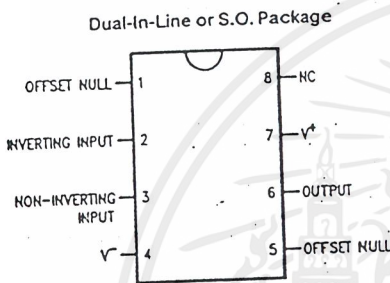 Dual-In-Line or S.O. Package
OFFSET NULL 1
8 NC
INVERTING INPUT 2
7 V+
NON-INVERTING 3
INPUT
6 OUTPUT
V- 4
5 OFFSET NULL